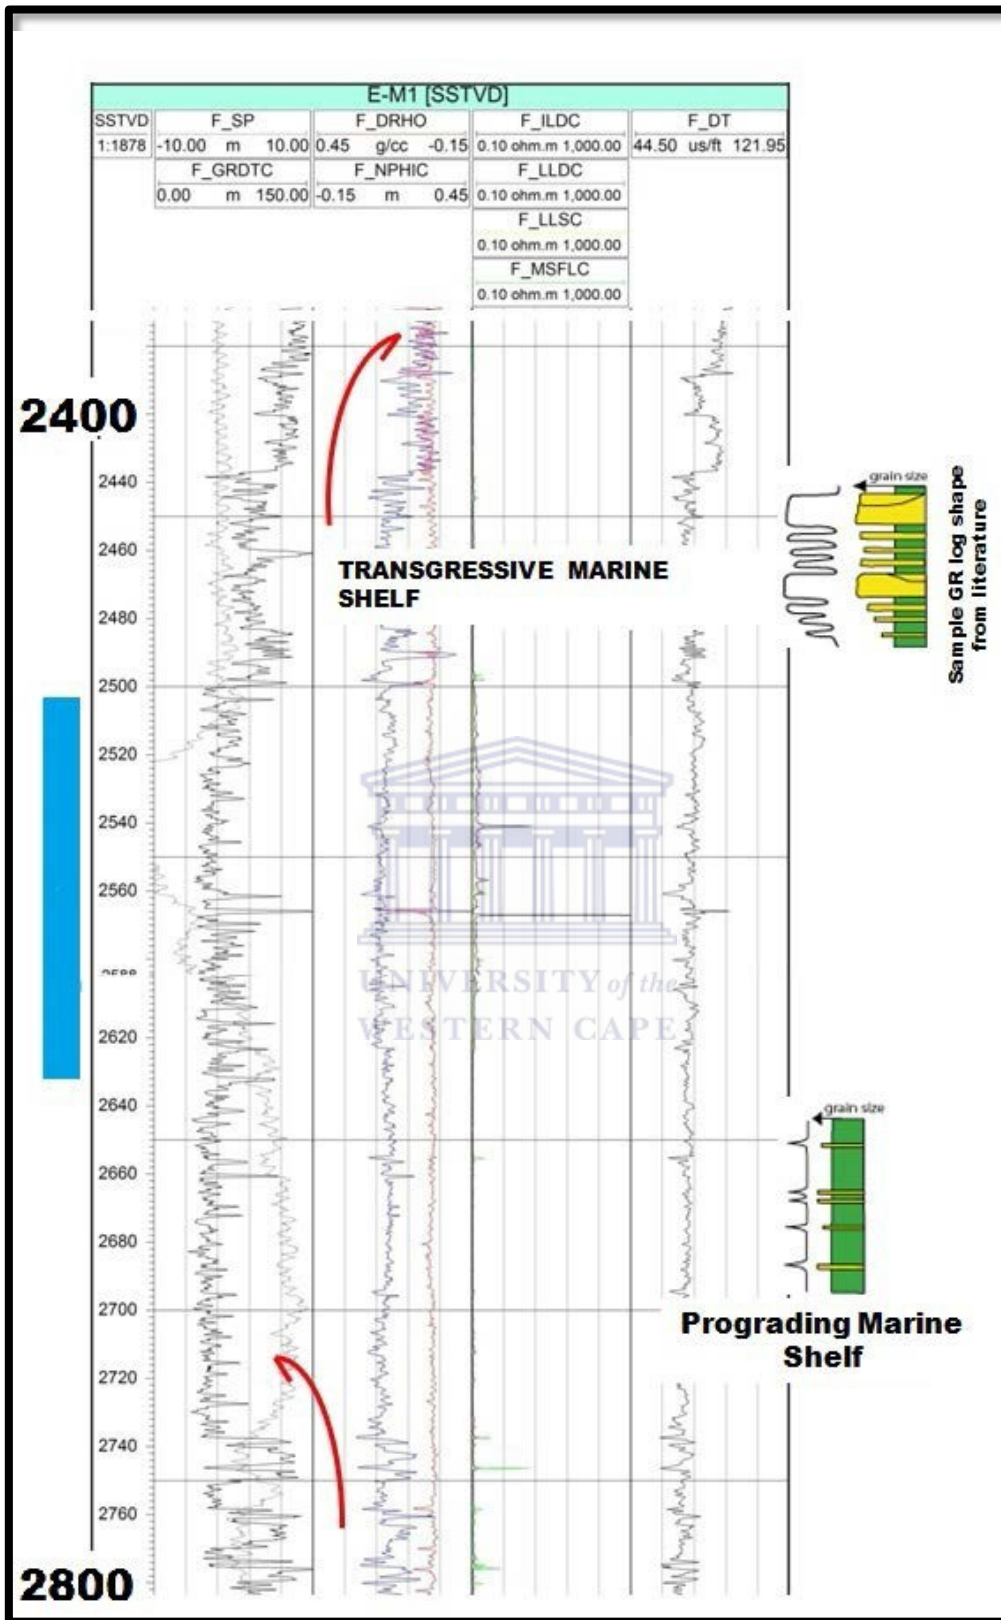 E-M1 [SSTVD]
SSTVD F_SP F_DRHO F_ILDC F_DT
1:1878 -10.00 m 10.00 0.45 g/cc -0.15 0.10 ohm.m 1,000.00 44.50 us/ft 121.95
F_GRDTC F_NPHIC F_LLDC
0.00 m 150.00 -0.15 m 0.45 0.10 ohm.m 1,000.00
F_LLSC
0.10 ohm.m 1,000.00
F_MSFLC
0.10 ohm.m 1,000.00
2400
2440
2460
2480
2500
2520
2540
2560
2620
2640
2660
2680
2700
2720
2740
2760
2800
TRANSGRESSIVE MARINE
SHELF
grain size
Sample GR log shape
from literature
UNIVERSITY of the
WESTERN CAPE
grain size
Prograding Marine
Shelf